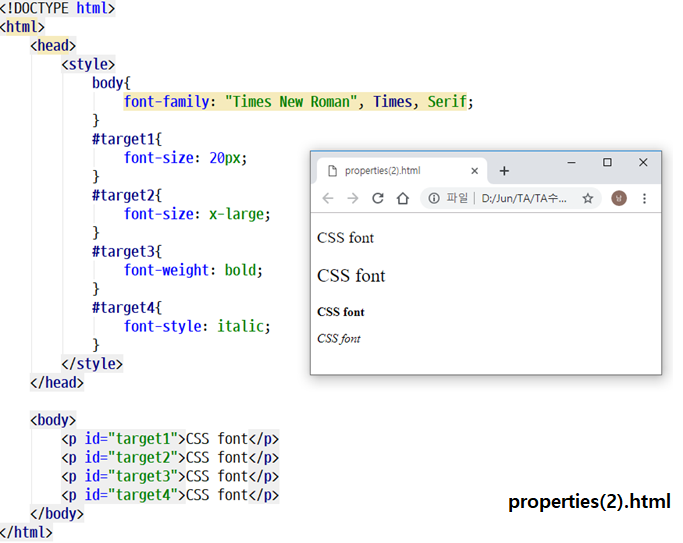 <!DOCTYPE html>
<html>
<head>
<style>
body{
font-family: "Times New Roman", Times, Serif;
}
#target1{
font-size: 20px;
}
#target2{
font-size: x-large;
}
#target3{
font-weight: bold;
}
#target4{
font-style: italic;
}
</style>
</head>
<body>
<p id="target1">CSS font</p>
<p id="target2">CSS font</p>
<p id="target3">CSS font</p>
<p id="target4">CSS font</p>
</body>
</html>
properties(2).html
파일 | D:/Jun/TA/TA수...
남
CSS font
CSS font
CSS font
CSS font
properties(2).html